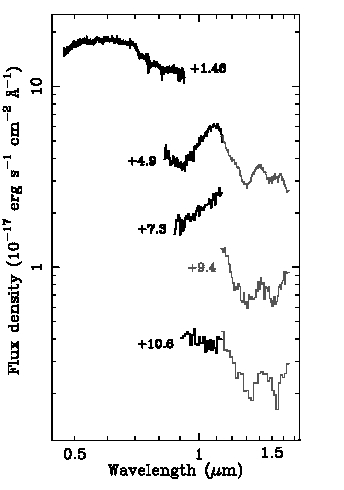 +1.46
10
+4.9
+7.3
1
+9.4
+10.6
Flux density (10⁻¹⁷ erg s⁻¹ cm⁻² Å⁻¹)
0.5 1 1.5
Wavelength (μm)